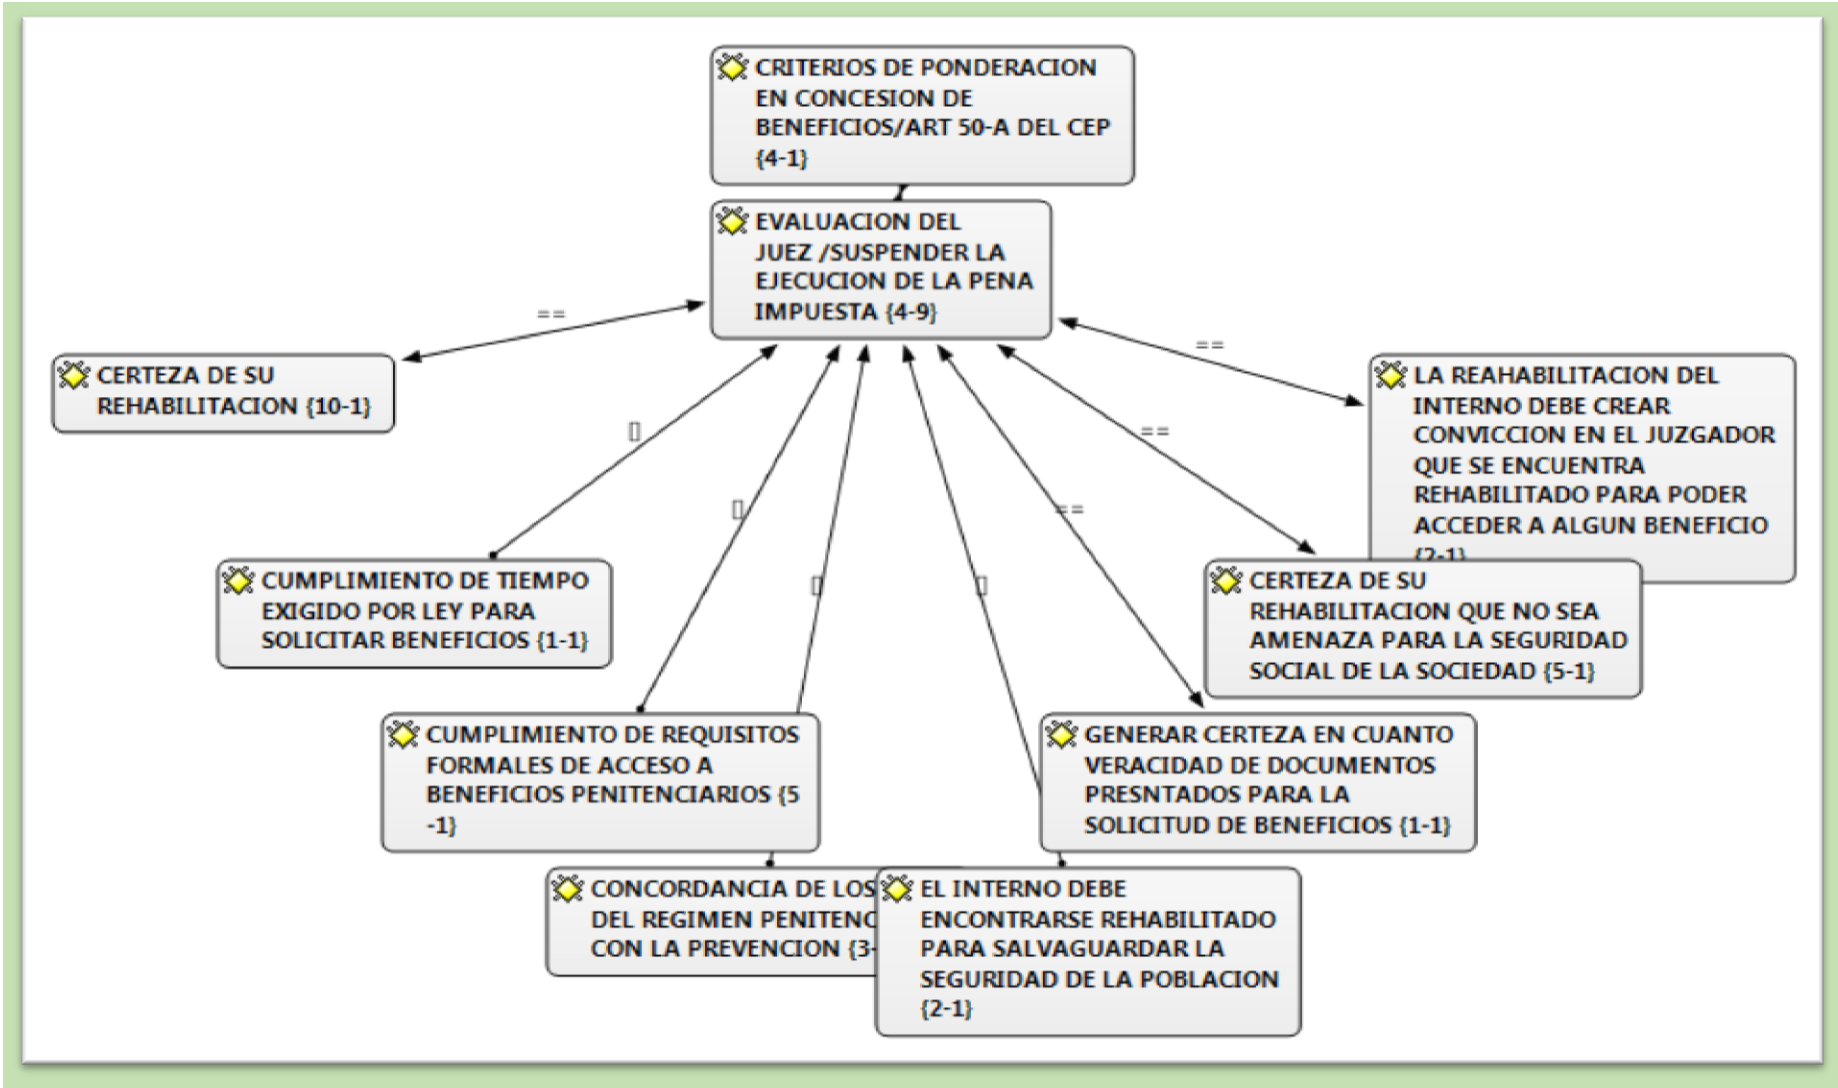 CRITERIOS DE PONDERACION
EN CONCESION DE
BENEFICIOS/ART 50-A DEL CEP
{4-1}
EVALUACION DEL
JUEZ /SUSPENDER LA
EJECUCION DE LA PENA
IMPUESTA {4-9}
==
==
CERTEZA DE SU
REHABILITACION {10-1}
LA REAHABILITACION DEL
INTERNO DEBE CREAR
CONVICCION EN EL JUZGADOR
QUE SE ENCUENTRA
REHABILITADO PARA PODER
ACCEDER A ALGUN BENEFICIO
{2-1}
[]
==
[]
==
[]
[]
CUMPLIMIENTO DE TIEMPO
EXIGIDO POR LEY PARA
SOLICITAR BENEFICIOS {1-1}
CERTEZA DE SU
REHABILITACION QUE NO SEA
AMENAZA PARA LA SEGURIDAD
SOCIAL DE LA SOCIEDAD {5-1}
CUMPLIMIENTO DE REQUISITOS
FORMALES DE ACCESO A
BENEFICIOS PENITENCIARIOS {5
-1}
GENERAR CERTEZA EN CUANTO
VERACIDAD DE DOCUMENTOS
PRESNTADOS PARA LA
SOLICITUD DE BENEFICIOS {1-1}
CONCORDANCIA DE LOS
DEL REGIMEN PENITENC
CON LA PREVENCION {3-
EL INTERNO DEBE
ENCONTRARSE REHABILITADO
PARA SALVAGUARDAR LA
SEGURIDAD DE LA POBLACION
{2-1}